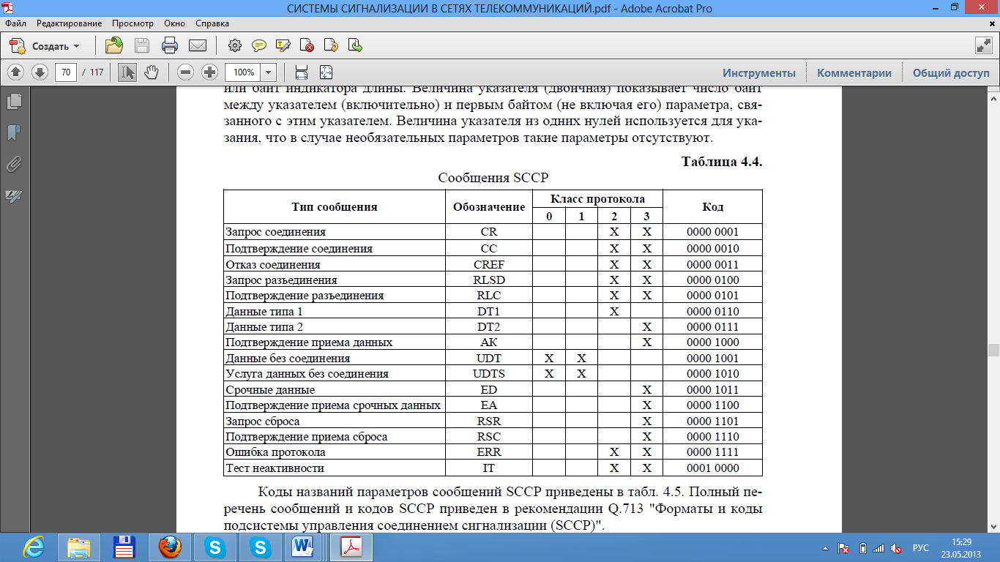 СИСТЕМЫ СИГНАЛИЗАЦИИ В СЕТЯХ ТЕЛЕКОММУНИКАЦИЙ.pdf - Adobe Acrobat Pro
Файл Редактирование Просмотр Окно Справка
Создать
70 / 117 100% Инструменты Комментарии Общий доступ
или байт индикатора длины. Величина указателя (двоичная) показывает число байт
между указателем (включительно) и первым байтом (не включая его) параметра, свя-
занного с этим указателем. Величина указателя из одних нулей используется для ука-
зания, что в случае необязательных параметров такие параметры отсутствуют.
Таблица 4.4.
Сообщения SCCP
Тип сообщения Обозначение Класс протокола Код
0 1 2 3
Запрос соединения CR X X 0000 0001
Подтверждение соединения CC X X 0000 0010
Отказ соединения CREF X X 0000 0011
Запрос разъединения RLSD X X 0000 0100
Подтверждение разъединения RLC X X 0000 0101
Данные типа 1 DT1 X 0000 0110
Данные типа 2 DT2 X 0000 0111
Подтверждение приема данных AK X 0000 1000
Данные без соединения UDT X X 0000 1001
Услуга данных без соединения UDTS X X 0000 1010
Срочные данные ED X 0000 1011
Подтверждение приема срочных данных EA X 0000 1100
Запрос сброса RSR X 0000 1101
Подтверждение приема сброса RSC X 0000 1110
Ошибка протокола ERR X X 0000 1111
Тест неактивности IT X X 0001 0000
Коды названий параметров сообщений SCCP приведены в табл. 4.5. Полный пе-
речень сообщений и кодов SCCP приведен в рекомендации Q.713 "Форматы и коды
подсистемы управления соединением сигнализации (SCCP)".
РУС 15:29
23.05.2013